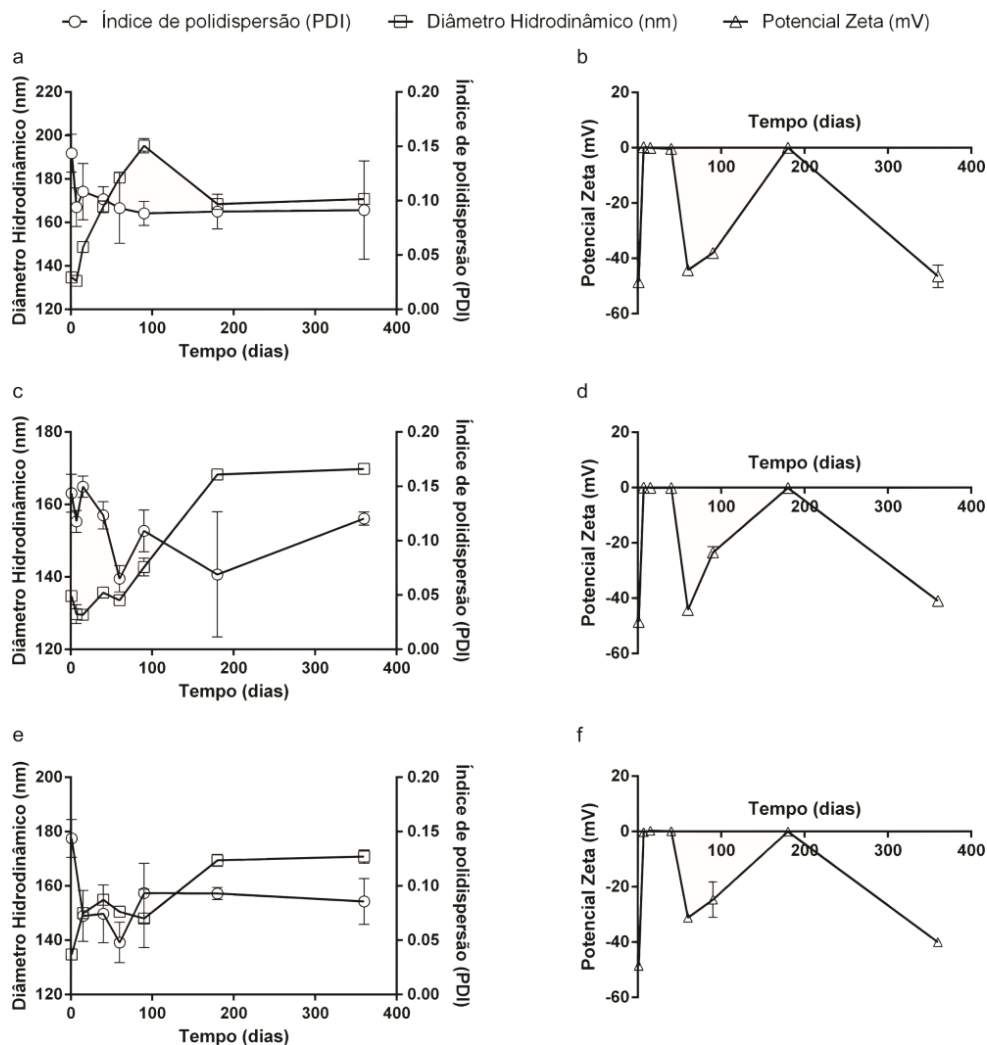 Índice de polidispersão (PDI) Diâmetro Hidrodinâmico (nm) Potencial Zeta (mV)
a
Diâmetro Hidrodinâmico (nm)
220
200
180
160
140
120
0 100 200 300 400
Tempo (dias)
0.20
0.15
0.10
0.05
0.00
Índice de polidispersão (PDI)
b
Potencial Zeta (mV)
20
0
-20
-40
-60
Tempo (dias)
100 200 300 400
c
Diâmetro Hidrodinâmico (nm)
180
160
140
120
0 100 200 300 400
Tempo (dias)
0.20
0.15
0.10
0.05
0.00
Índice de polidispersão (PDI)
d
Potencial Zeta (mV)
20
0
-20
-40
-60
Tempo (dias)
100 200 300 400
e
Diâmetro Hidrodinâmico (nm)
200
180
160
140
120
0 100 200 300 400
Tempo (dias)
0.20
0.15
0.10
0.05
0.00
Índice de polidispersão (PDI)
f
Potencial Zeta (mV)
20
0
-20
-40
-60
Tempo (dias)
100 200 300 400